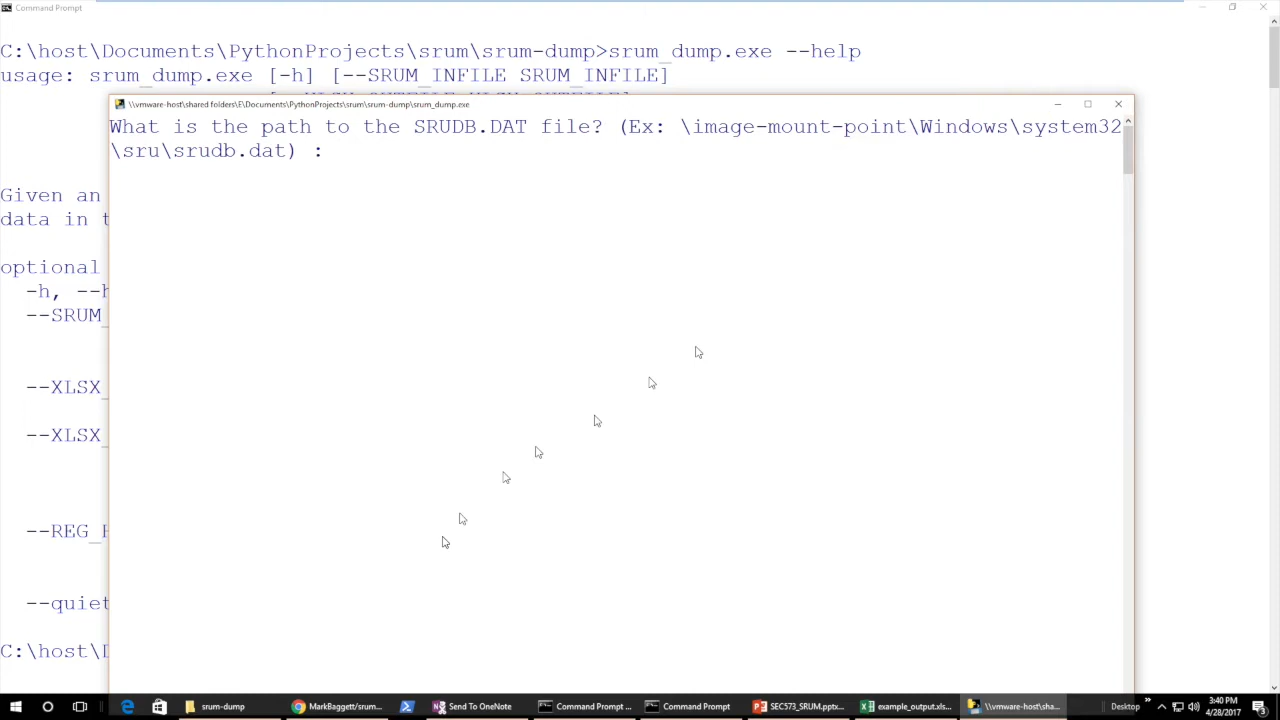 Command Prompt
C:\host\Documents\PythonProjects\srum\srum-dump>srum_dump.exe --help
usage: srum_dump.exe [-h] [--SRUM_INFILE SRUM_INFILE]
\\vmware-host\shared folders\E\Documents\PythonProjects\srum\srum-dump\srum_dump.exe
What is the path to the SRUDB.DAT file? (Ex: \image-mount-point\Windows\system32
\sru\srudb.dat) :
Given an
data in t
optional
-h, --h
--SRUM_
--XLSX_
--XLSX_
--REG_H
--quiet
C:\host\D
srum-dump
MarkBaggett/srum...
Send To OneNote
Command Prompt ...
Command Prompt
SEC573_SRUM.pptx...
example_output.xls...
\\vmware-host\sha...
Desktop
3:40 PM
4/28/2017
3